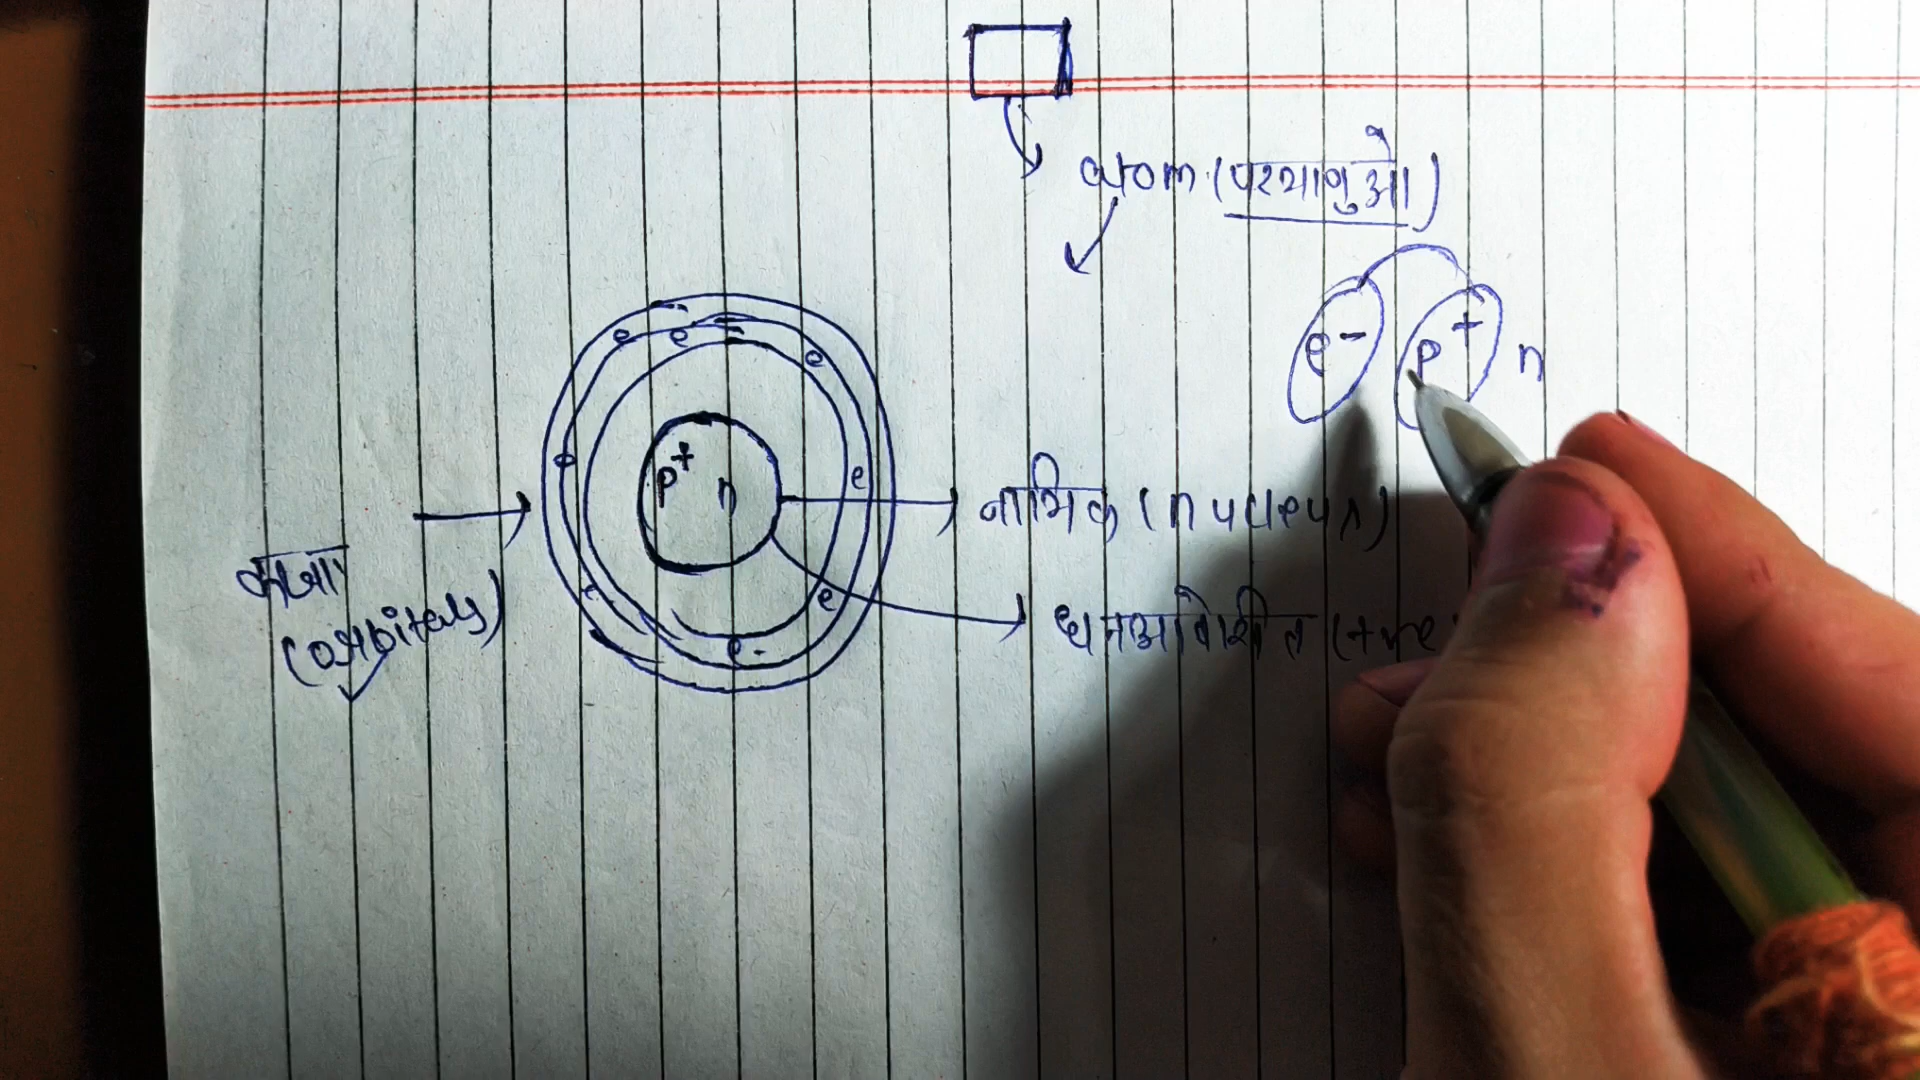 atom (परमाणुओं)
e- p+ n
e e e
p+ n e
नाभिक (nucleus)
कक्षा
(orbitals)
e e धनआवेशीत (+ve
e-